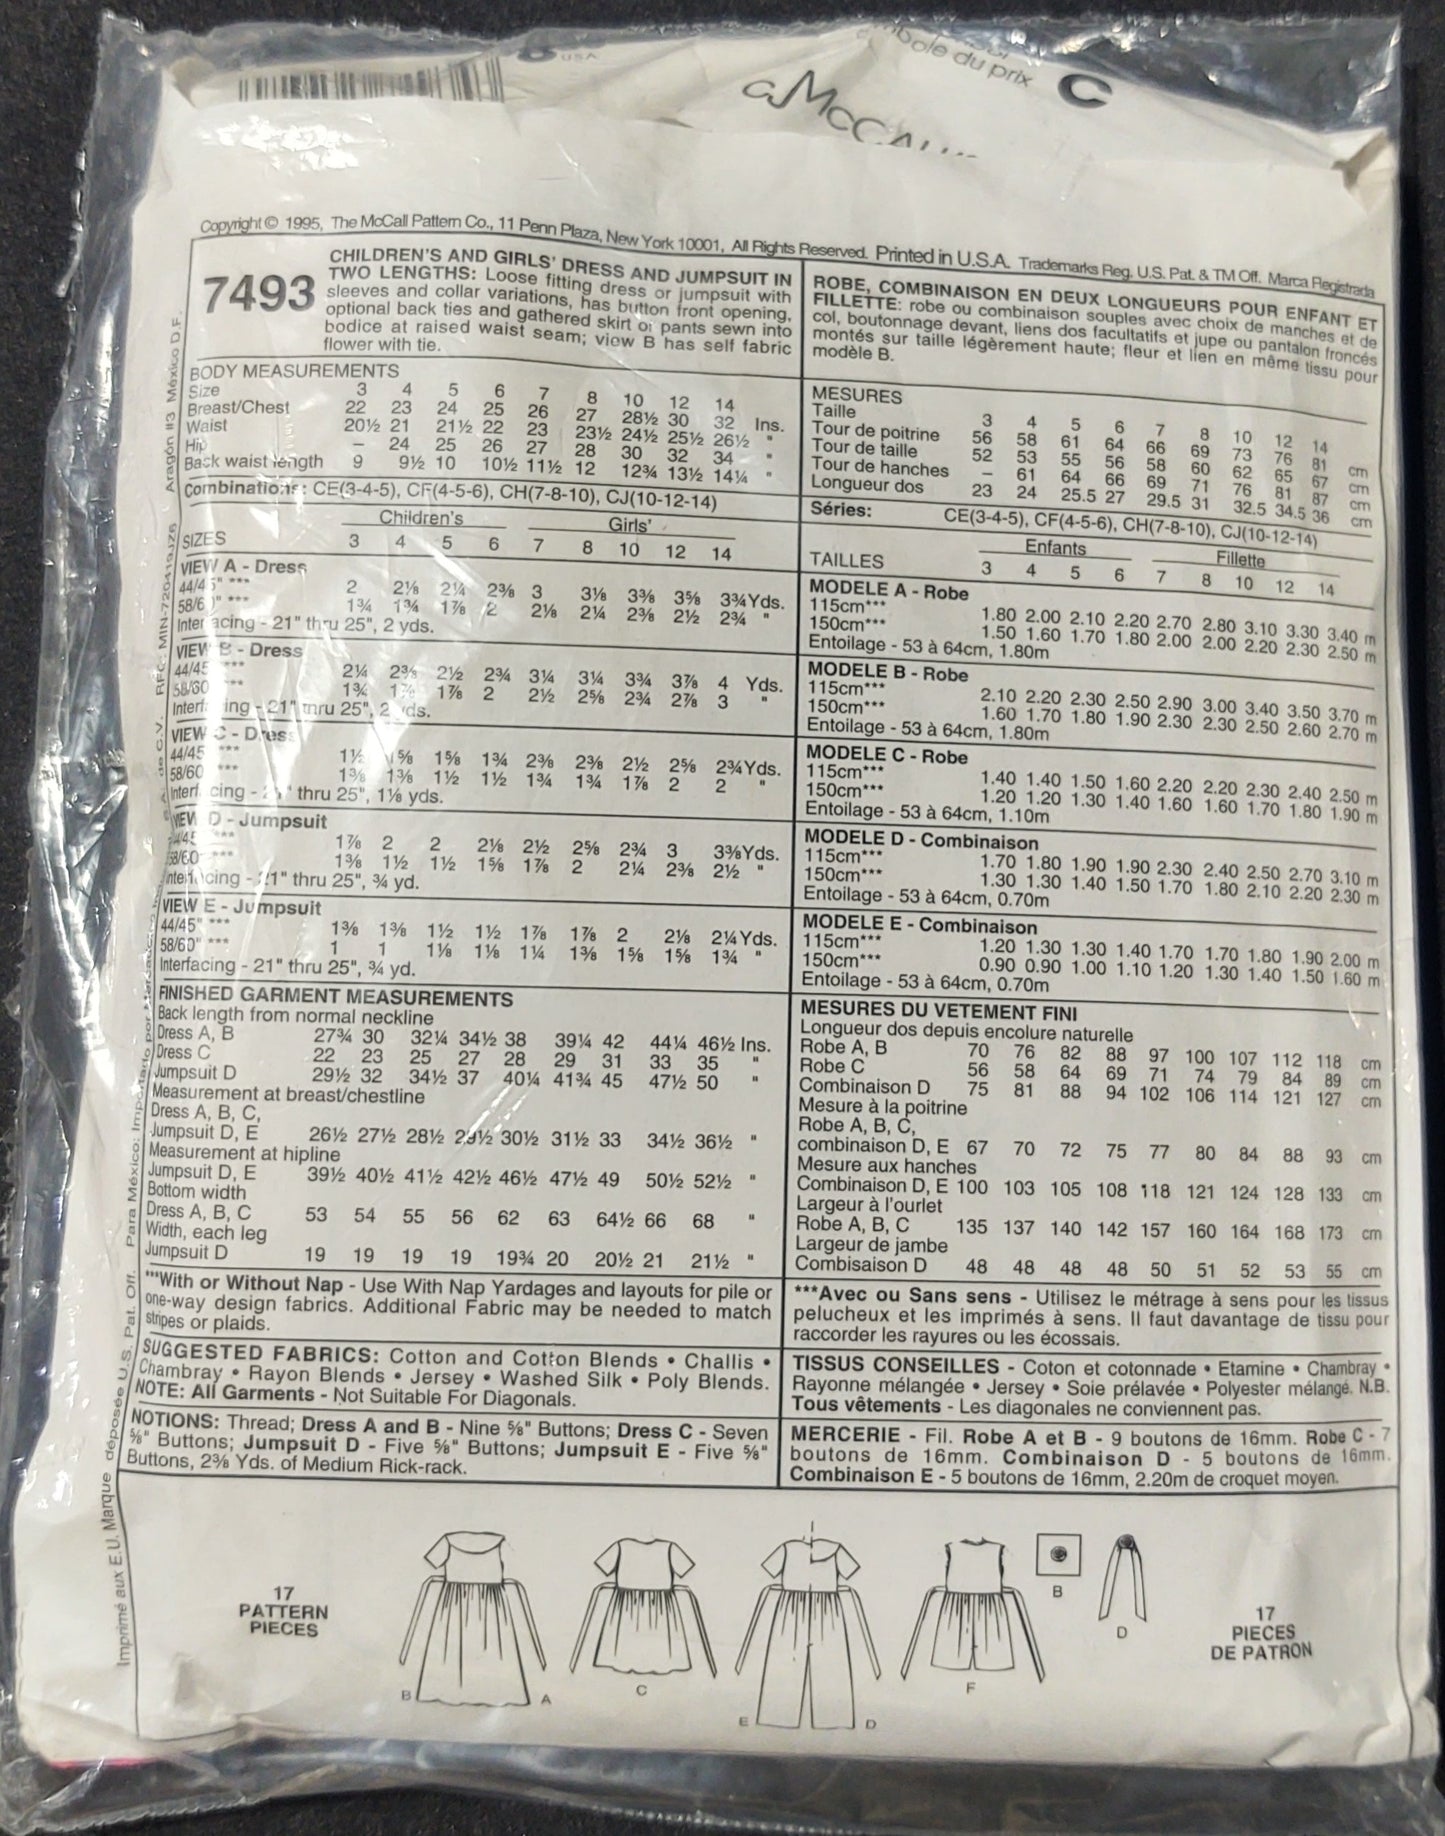 USA
bole du prix C
McCALL
Copyright © 1995, The McCall Pattern Co., 11 Penn Plaza, New York 10001, All Rights Reserved. Printed in U.S.A. Trademarks Reg. U.S. Pat. & TM Off. Marca Registrada
7493
CHILDREN'S AND GIRLS' DRESS AND JUMPSUIT IN
TWO LENGTHS: Loose fitting dress or jumpsuit with
sleeves and collar variations, has button front opening,
optional back ties and gathered skirt or pants sewn into
bodice at raised waist seam; view B has self fabric
flower with tie.
BODY MEASUREMENTS
Size 3 4 5 6 7 8 10 12 14
Breast/Chest 22 23 24 25 26 27 28½ 30 32 Ins.
Waist 20½ 21 21½ 22 23 23½ 24½ 25½ 26½ "
Hip – 24 25 26 27 28 30 32 34 "
Back waist length 9 9½ 10 10½ 11½ 12 12¾ 13½ 14¼ "
Combinations: CE(3-4-5), CF(4-5-6), CH(7-8-10), CJ(10-12-14)
Children's Girls'
SIZES 3 4 5 6 7 8 10 12 14
VIEW A - Dress
44/45" *** 2 2⅛ 2¼ 2⅜ 3 3⅛ 3⅜ 3⅝ 3¾ Yds.
58/60" *** 1¾ 1¾ 1⅞ 2 2⅛ 2¼ 2⅜ 2½ 2¾ "
Interfacing - 21" thru 25", 2 yds.
VIEW B - Dress
44/45 *** 2¼ 2⅜ 2½ 2¾ 3¼ 3¼ 3¾ 3⅞ 4 Yds.
58/60 *** 1¾ 1⅞ 1⅞ 2 2½ 2⅝ 2¾ 2⅞ 3 "
Interfacing - 21" thru 25", 2 yds.
VIEW C - Dress
44/45 *** 1½ 1⅝ 1⅝ 1¾ 2⅜ 2⅜ 2½ 2⅝ 2¾ Yds.
58/60 *** 1⅜ 1⅜ 1½ 1½ 1¾ 1¾ 1⅞ 2 2 "
Interfacing - 21" thru 25", 1⅛ yds.
VIEW D - Jumpsuit
44/45 *** 1⅞ 2 2 2⅛ 2½ 2⅝ 2¾ 3 3⅜ Yds.
58/60 *** 1⅜ 1½ 1½ 1⅝ 1⅞ 2 2¼ 2⅜ 2½ "
Interfacing - 21" thru 25", ¾ yd.
VIEW E - Jumpsuit
44/45" *** 1⅜ 1⅜ 1½ 1½ 1⅞ 1⅞ 2 2⅛ 2¼ Yds.
58/60" *** 1 1 1⅛ 1⅛ 1¼ 1⅜ 1⅝ 1⅝ 1¾ "
Interfacing - 21" thru 25", ¾ yd.
FINISHED GARMENT MEASUREMENTS
Back length from normal neckline
Dress A, B 27¾ 30 32¼ 34½ 38 39¼ 42 44¼ 46½ Ins.
Dress C 22 23 25 27 28 29 31 33 35 "
Jumpsuit D 29½ 32 34½ 37 40¼ 41¾ 45 47½ 50 "
Measurement at breast/chestline
Dress A, B, C,
Jumpsuit D, E 26½ 27½ 28½ 29½ 30½ 31½ 33 34½ 36½ "
Measurement at hipline
Jumpsuit D, E 39½ 40½ 41½ 42½ 46½ 47½ 49 50½ 52½ "
Bottom width
Dress A, B, C 53 54 55 56 62 63 64½ 66 68 "
Width, each leg
Jumpsuit D 19 19 19 19 19¾ 20 20½ 21 21½ "
***With or Without Nap - Use With Nap Yardages and layouts for pile or
one-way design fabrics. Additional Fabric may be needed to match
stripes or plaids.
SUGGESTED FABRICS: Cotton and Cotton Blends • Challis •
Chambray • Rayon Blends • Jersey • Washed Silk • Poly Blends.
NOTE: All Garments - Not Suitable For Diagonals.
NOTIONS: Thread; Dress A and B - Nine ⅝" Buttons; Dress C - Seven
⅝" Buttons; Jumpsuit D - Five ⅝" Buttons; Jumpsuit E - Five ⅝"
Buttons, 2⅜ Yds. of Medium Rick-rack.
ROBE, COMBINAISON EN DEUX LONGUEURS POUR ENFANT ET
FILLETTE: robe ou combinaison souples avec choix de manches et de
col, boutonnage devant, liens dos facultatifs et jupe ou pantalon froncés
montés sur taille légèrement haute; fleur et lien en même tissu pour
modèle B.
MESURES
Taille 3 4 5 6 7 8 10 12 14
Tour de poitrine 56 58 61 64 66 69 73 76 81 cm
Tour de taille 52 53 55 56 58 60 62 65 67 cm
Tour de hanches – 61 64 66 69 71 76 81 87 cm
Longueur dos 23 24 25.5 27 29.5 31 32.5 34.5 36 cm
Séries: CE(3-4-5), CF(4-5-6), CH(7-8-10), CJ(10-12-14)
Enfants Fillette
TAILLES 3 4 5 6 7 8 10 12 14
MODELE A - Robe
115cm*** 1.80 2.00 2.10 2.20 2.70 2.80 3.10 3.30 3.40 m
150cm*** 1.50 1.60 1.70 1.80 2.00 2.00 2.20 2.30 2.50 m
Entoilage - 53 à 64cm, 1.80m
MODELE B - Robe
115cm*** 2.10 2.20 2.30 2.50 2.90 3.00 3.40 3.50 3.70 m
150cm*** 1.60 1.70 1.80 1.90 2.30 2.30 2.50 2.60 2.70 m
Entoilage - 53 à 64cm, 1.80m
MODELE C - Robe
115cm*** 1.40 1.40 1.50 1.60 2.20 2.20 2.30 2.40 2.50 m
150cm*** 1.20 1.20 1.30 1.40 1.60 1.60 1.70 1.80 1.90 m
Entoilage - 53 à 64cm, 1.10m
MODELE D - Combinaison
115cm*** 1.70 1.80 1.90 1.90 2.30 2.40 2.50 2.70 3.10 m
150cm*** 1.30 1.30 1.40 1.50 1.70 1.80 2.10 2.20 2.30 m
Entoilage - 53 à 64cm, 0.70m
MODELE E - Combinaison
115cm*** 1.20 1.30 1.30 1.40 1.70 1.70 1.80 1.90 2.00 m
150cm*** 0.90 0.90 1.00 1.10 1.20 1.30 1.40 1.50 1.60 m
Entoilage - 53 à 64cm, 0.70m
MESURES DU VETEMENT FINI
Longueur dos depuis encolure naturelle
Robe A, B 70 76 82 88 97 100 107 112 118 cm
Robe C 56 58 64 69 71 74 79 84 89 cm
Combinaison D 75 81 88 94 102 106 114 121 127 cm
Mesure à la poitrine
Robe A, B, C,
combinaison D, E 67 70 72 75 77 80 84 88 93 cm
Mesure aux hanches
Combinaison D, E 100 103 105 108 118 121 124 128 133 cm
Largeur à l'ourlet
Robe A, B, C 135 137 140 142 157 160 164 168 173 cm
Largeur de jambe
Combisaison D 48 48 48 48 50 51 52 53 55 cm
***Avec ou Sans sens - Utilisez le métrage à sens pour les tissus
pelucheux et les imprimés à sens. Il faut davantage de tissu pour
raccorder les rayures ou les écossais.
TISSUS CONSEILLES - Coton et cotonnade • Etamine • Chambray •
Rayonne mélangée • Jersey • Soie prélavée • Polyester mélangé. N.B.
Tous vêtements - Les diagonales ne conviennent pas.
MERCERIE - Fil. Robe A et B - 9 boutons de 16mm. Robe C - 7
boutons de 16mm. Combinaison D - 5 boutons de 16mm.
Combinaison E - 5 boutons de 16mm, 2.20m de croquet moyen.
17
PATTERN
PIECES
B A
C
E D
F
B
D
17
PIECES
DE PATRON
Imprimé aux E.U. Marque déposée U.S. Pat. Off. Para México: Importado por
de C.V. RFC- MIN-720419JZ6 Aragón #3 México D.F.